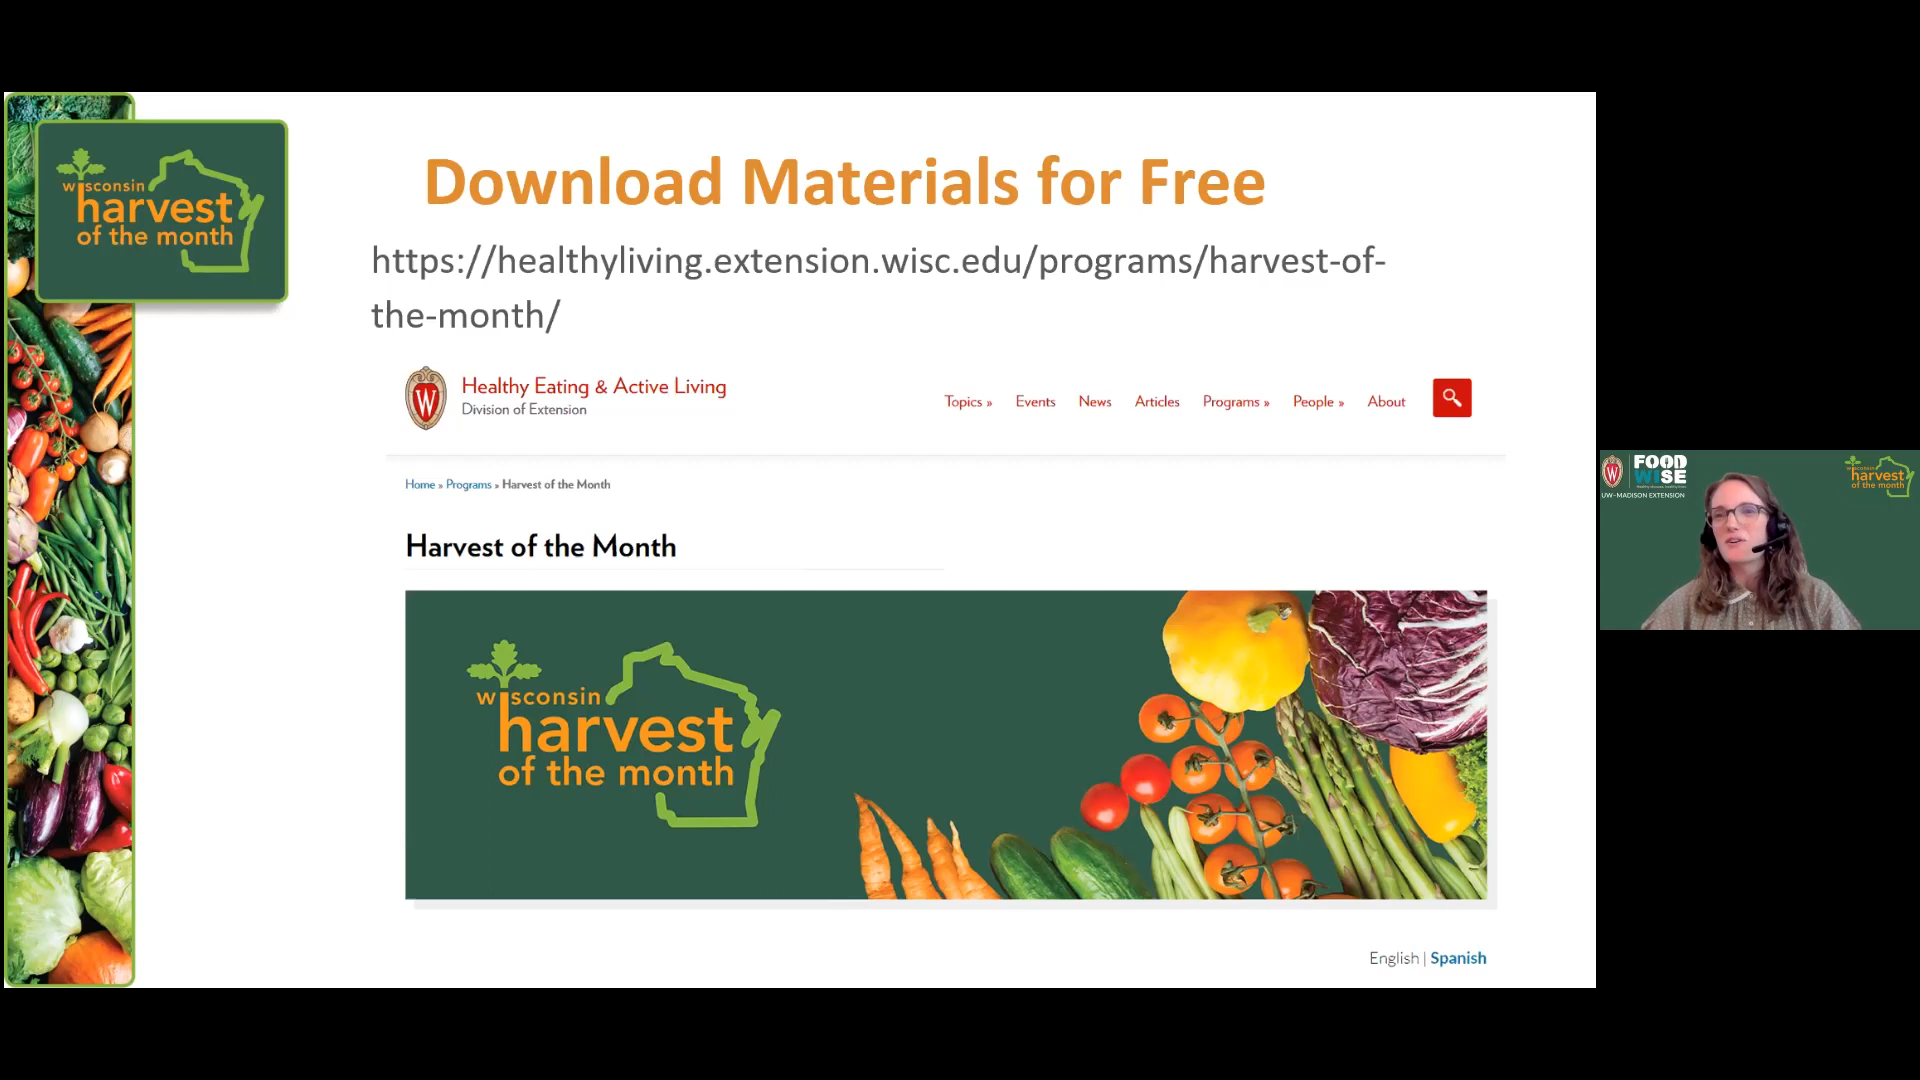 wisconsin
harvest
of the month
Download Materials for Free
https://healthyliving.extension.wisc.edu/programs/harvest-of-
the-month/
W
Healthy Eating & Active Living
Division of Extension
Topics » Events News Articles Programs » People » About
Home » Programs » Harvest of the Month
Harvest of the Month
wisconsin
harvest
of the month
English | Spanish
W
FOOD
WISE
UW-MADISON EXTENSION
wisconsin
harvest
of the month